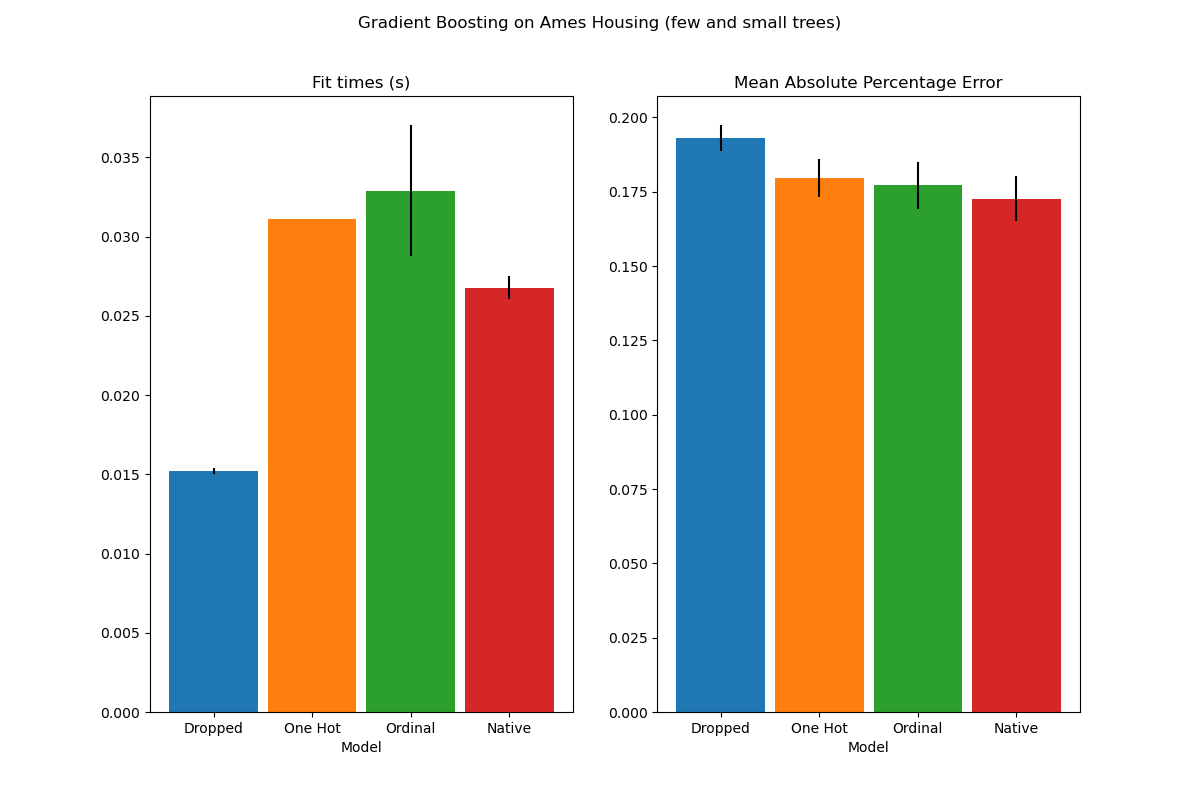 Gradient Boosting on Ames Housing (few and small trees)
Fit times (s)
0.035
0.030
0.025
0.020
0.015
0.010
0.005
0.000
Dropped One Hot Ordinal Native
Model
Mean Absolute Percentage Error
0.200
0.175
0.150
0.125
0.100
0.075
0.050
0.025
0.000
Dropped One Hot Ordinal Native
Model